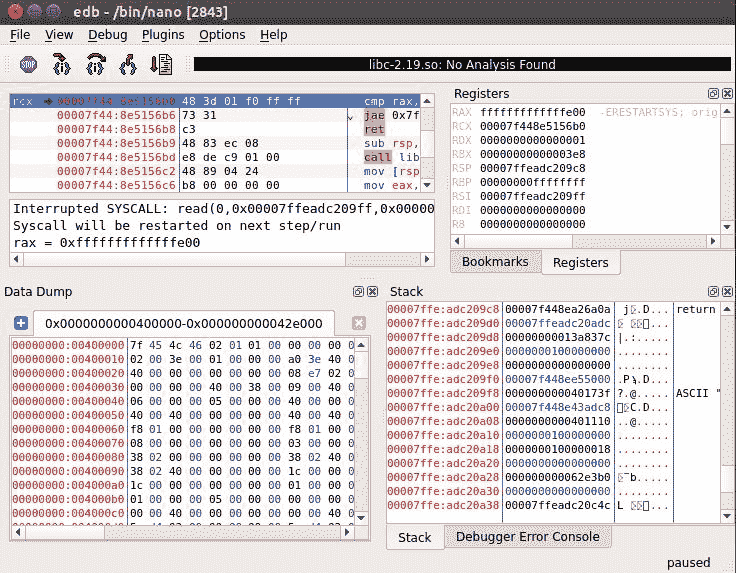 edb - /bin/nano [2843]
File View Debug Plugins Options Help
STOP
libc-2.19.so: No Analysis Found
rcx 48 3d 01 f0 ff ff cmp rax,
00007f44:8e5156b6 73 31 jae 0x7f
00007f44:8e5156b8 c3 ret
00007f44:8e5156b9 48 83 ec 08 sub rsp,
00007f44:8e5156bd e8 de c9 01 00 call lib
00007f44:8e5156c2 48 89 04 24 mov [rsp
00007f44:8e5156c6 b8 00 00 00 00 mov eax,
Interrupted SYSCALL: read(0,0x00007ffeadc209ff,0x00000
Syscall will be restarted on next step/run
rax = 0xfffffffffffffe00
Registers
RAX fffffffffffffe00 -ERESTARTSYS; orig
RCX 00007f448e5156b0
RDX 0000000000000001
RBX 00000000000003e8
RSP 00007ffeadc209c8
RBP 00000000ffffffff
RSI 00007ffeadc209ff
RDI 0000000000000000
R8 0000000000000000
Bookmarks Registers
Data Dump
0x0000000000400000-0x000000000042e000
00000000:00400000 7f 45 4c 46 02 01 01 00 00 00 00 0
00000000:00400010 02 00 3e 00 01 00 00 00 a0 3e 40 0
00000000:00400020 40 00 00 00 00 00 00 00 08 e7 02 0
00000000:00400030 00 00 00 00 40 00 38 00 09 00 40 0
00000000:00400040 06 00 00 00 05 00 00 00 40 00 00 0
00000000:00400050 40 00 40 00 00 00 00 00 40 00 40 0
00000000:00400060 f8 01 00 00 00 00 00 00 f8 01 00 0
00000000:00400070 08 00 00 00 00 00 00 00 03 00 00 0
00000000:00400080 38 02 00 00 00 00 00 00 38 02 40 0
00000000:00400090 38 02 40 00 00 00 00 00 1c 00 00 0
00000000:004000a0 1c 00 00 00 00 00 00 00 01 00 00 0
00000000:004000b0 01 00 00 00 05 00 00 00 00 00 00 0
00000000:004000c0 00 00 40 00 00 00 00 00 00 00 40 0
Stack
00007ffe:adc209c8 00007f448ea26a0a return
00007ffe:adc209d0 00007ffeadc20adc
00007ffe:adc209d8 00000000013a837c |.:.....
00007ffe:adc209e0 0000000100000000 ........
00007ffe:adc209e8 0000000000000000 ........
00007ffe:adc209f0 00007f448ee55000
00007ffe:adc209f8 000000000040173f ?.@..... ASCII "
00007ffe:adc20a00 00007f448e43adc8
00007ffe:adc20a08 0000000000401110 ..@.....
00007ffe:adc20a10 0000000100000000 ........
00007ffe:adc20a18 0000000100000018 ........
00007ffe:adc20a20 0000000000000000 ........
00007ffe:adc20a28 000000000062e3b0
00007ffe:adc20a30 0000000000000000 ........
00007ffe:adc20a38 00007ffeadc20c4c
Stack Debugger Error Console
paused